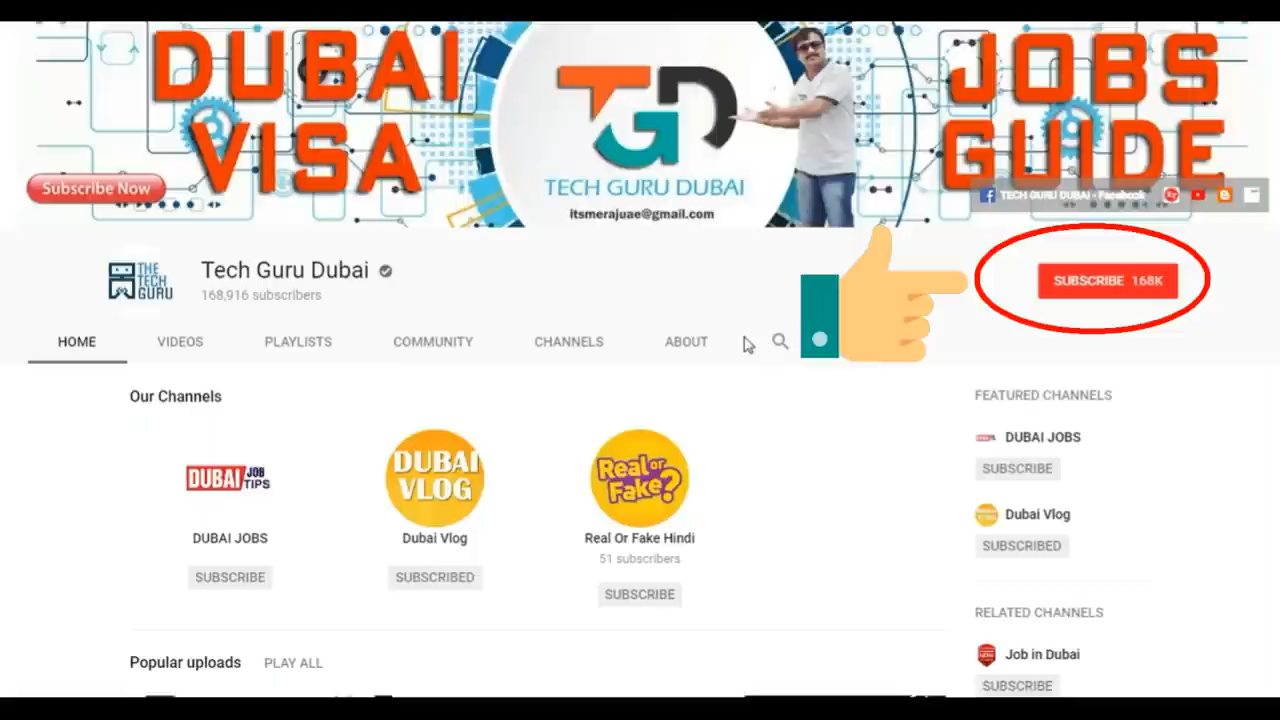 DUBAI
VISA
JOBS
GUIDE
TGD
TECH GURU DUBAI
itsmerajuae@gmail.com
Subscribe Now
TECH GURU DUBAI - Facebook
THE
TECH
GURU
Tech Guru Dubai
168,916 subscribers
SUBSCRIBE 168K
HOME VIDEOS PLAYLISTS COMMUNITY CHANNELS ABOUT
Our Channels
DUBAI JOB TIPS
DUBAI JOBS
SUBSCRIBE
DUBAI
VLOG
Dubai Vlog
SUBSCRIBED
Real or
Fake?
Real Or Fake Hindi
51 subscribers
SUBSCRIBE
Popular uploads PLAY ALL
FEATURED CHANNELS
DUBAI JOBS
SUBSCRIBE
Dubai Vlog
SUBSCRIBED
RELATED CHANNELS
Job in Dubai
SUBSCRIBE